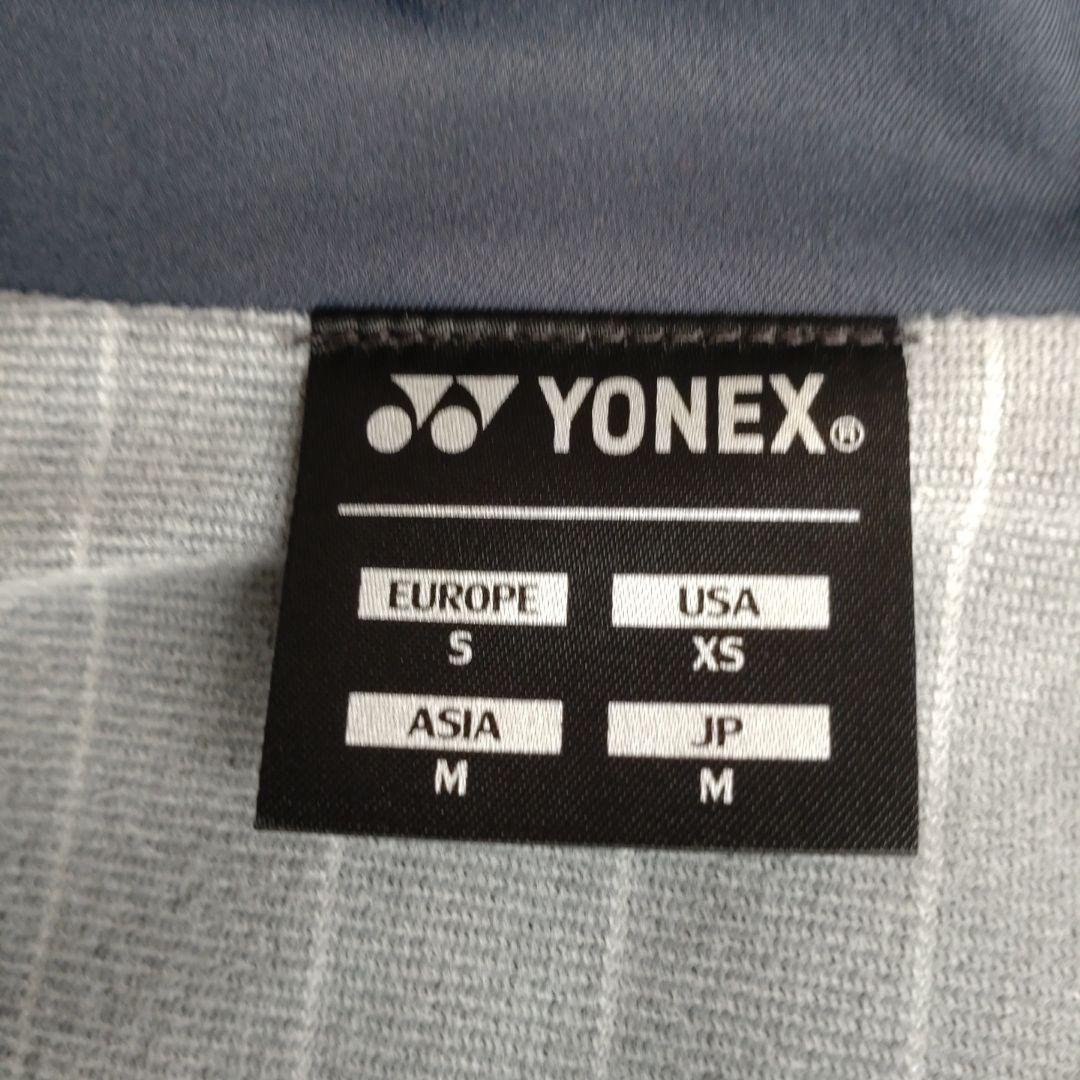 YONEX®
EUROPE USA
S XS
ASIA JP
M M